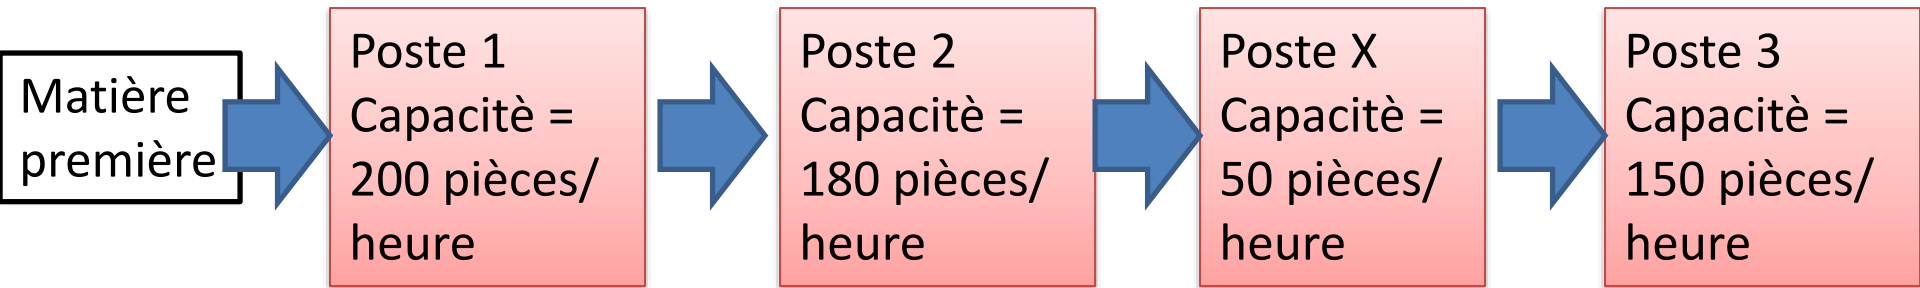 Matière
première
Poste 1
Capacitè =
200 pièces/
heure
Poste 2
Capacitè =
180 pièces/
heure
Poste X
Capacitè =
50 pièces/
heure
Poste 3
Capacitè =
150 pièces/
heure